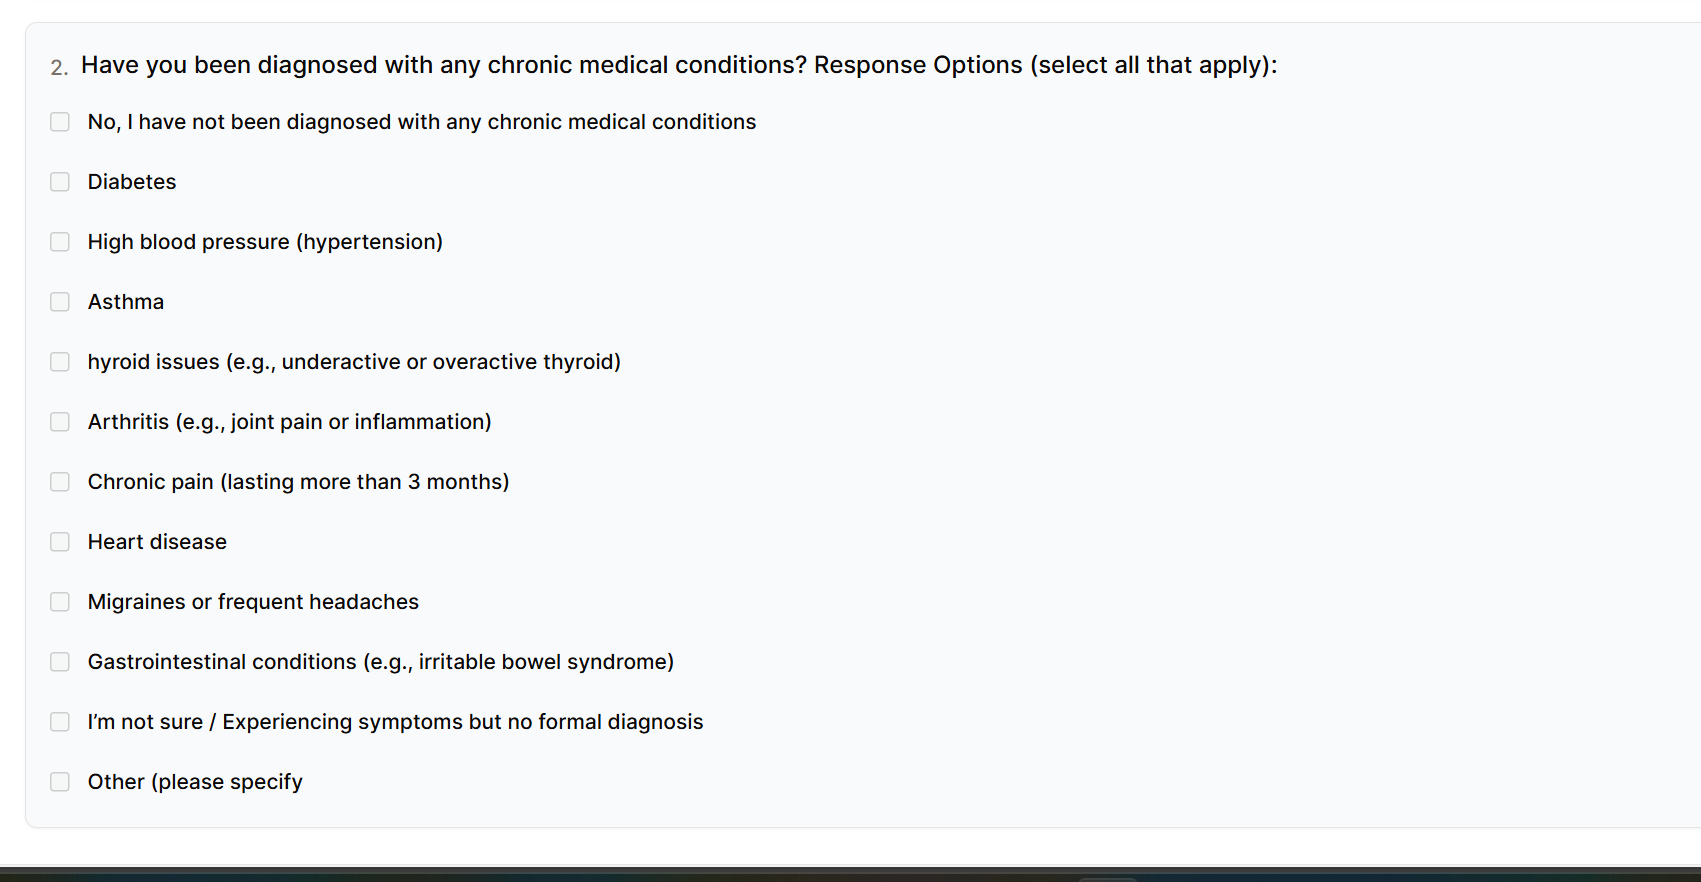 2. Have you been diagnosed with any chronic medical conditions? Response Options (select all that apply):
No, I have not been diagnosed with any chronic medical conditions
Diabetes
High blood pressure (hypertension)
Asthma
hyroid issues (e.g., underactive or overactive thyroid)
Arthritis (e.g., joint pain or inflammation)
Chronic pain (lasting more than 3 months)
Heart disease
Migraines or frequent headaches
Gastrointestinal conditions (e.g., irritable bowel syndrome)
I’m not sure / Experiencing symptoms but no formal diagnosis
Other (please specify